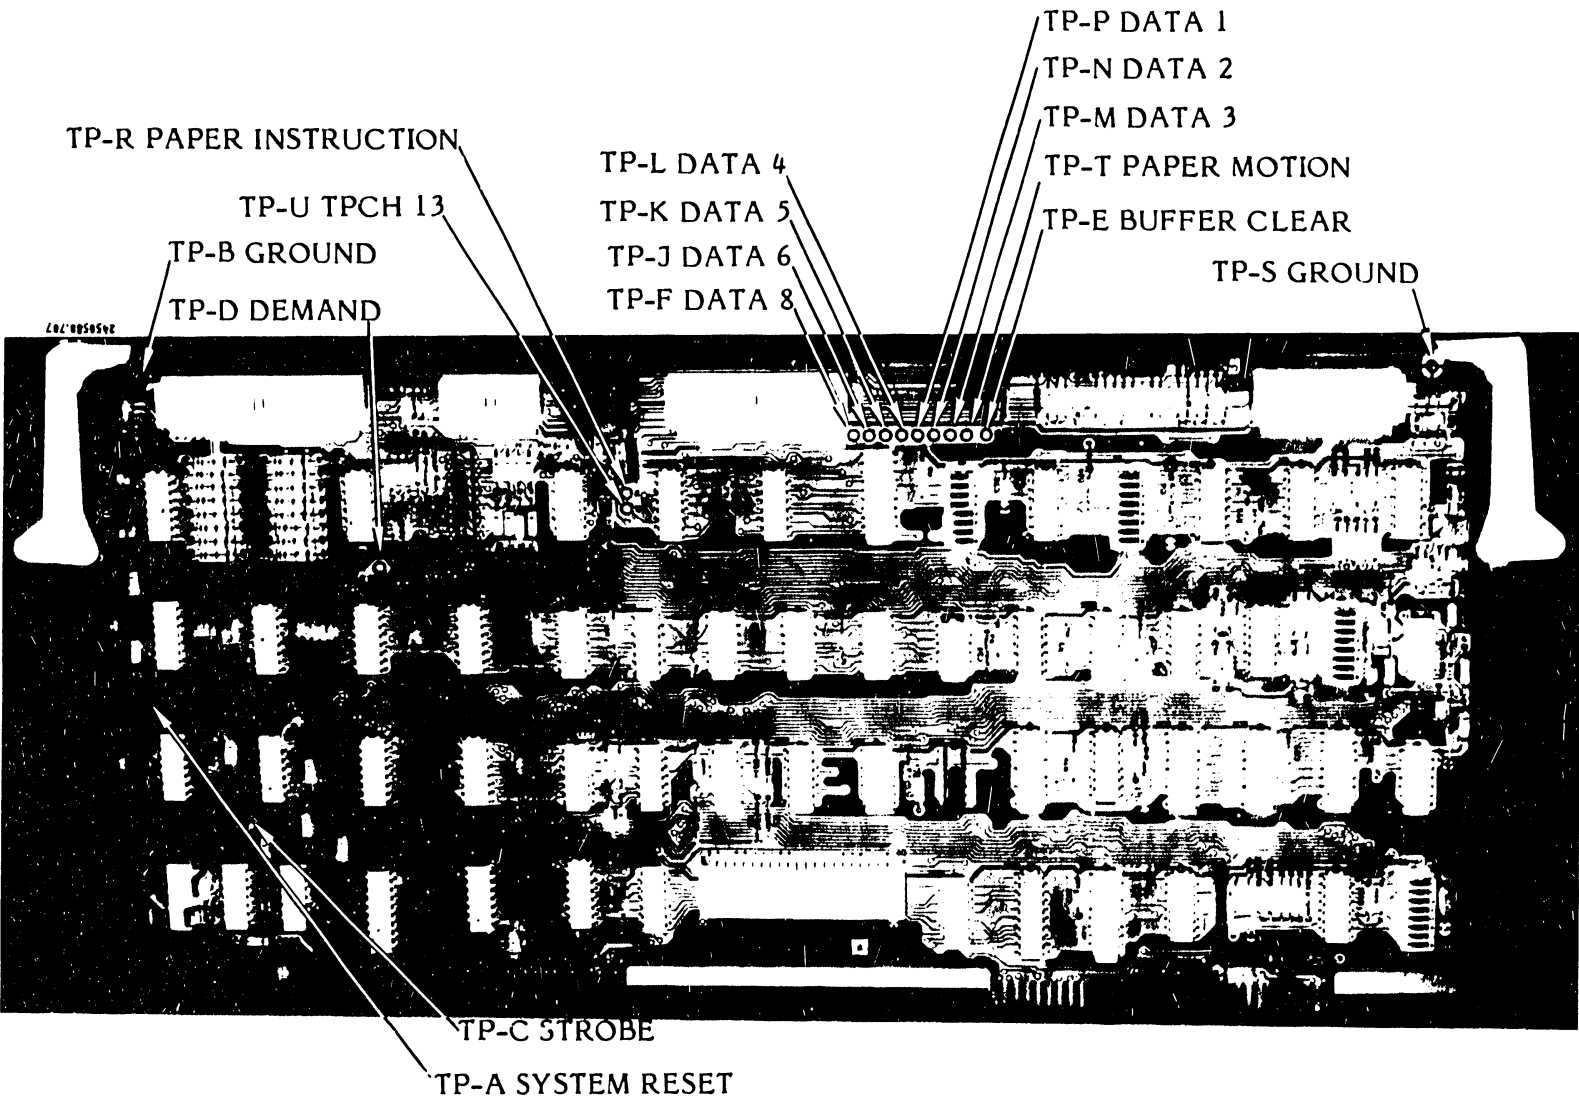 TP-P DATA 1
TP-N DATA 2
TP-M DATA 3
TP-T PAPER MOTION
TP-E BUFFER CLEAR
TP-S GROUND
TP-R PAPER INSTRUCTION
TP-U TPCH 13
TP-B GROUND
TP-D DEMAND
TP-L DATA 4
TP-K DATA 5
TP-J DATA 6
TP-F DATA 8
2450588.707
TP-C STROBE
TP-A SYSTEM RESET